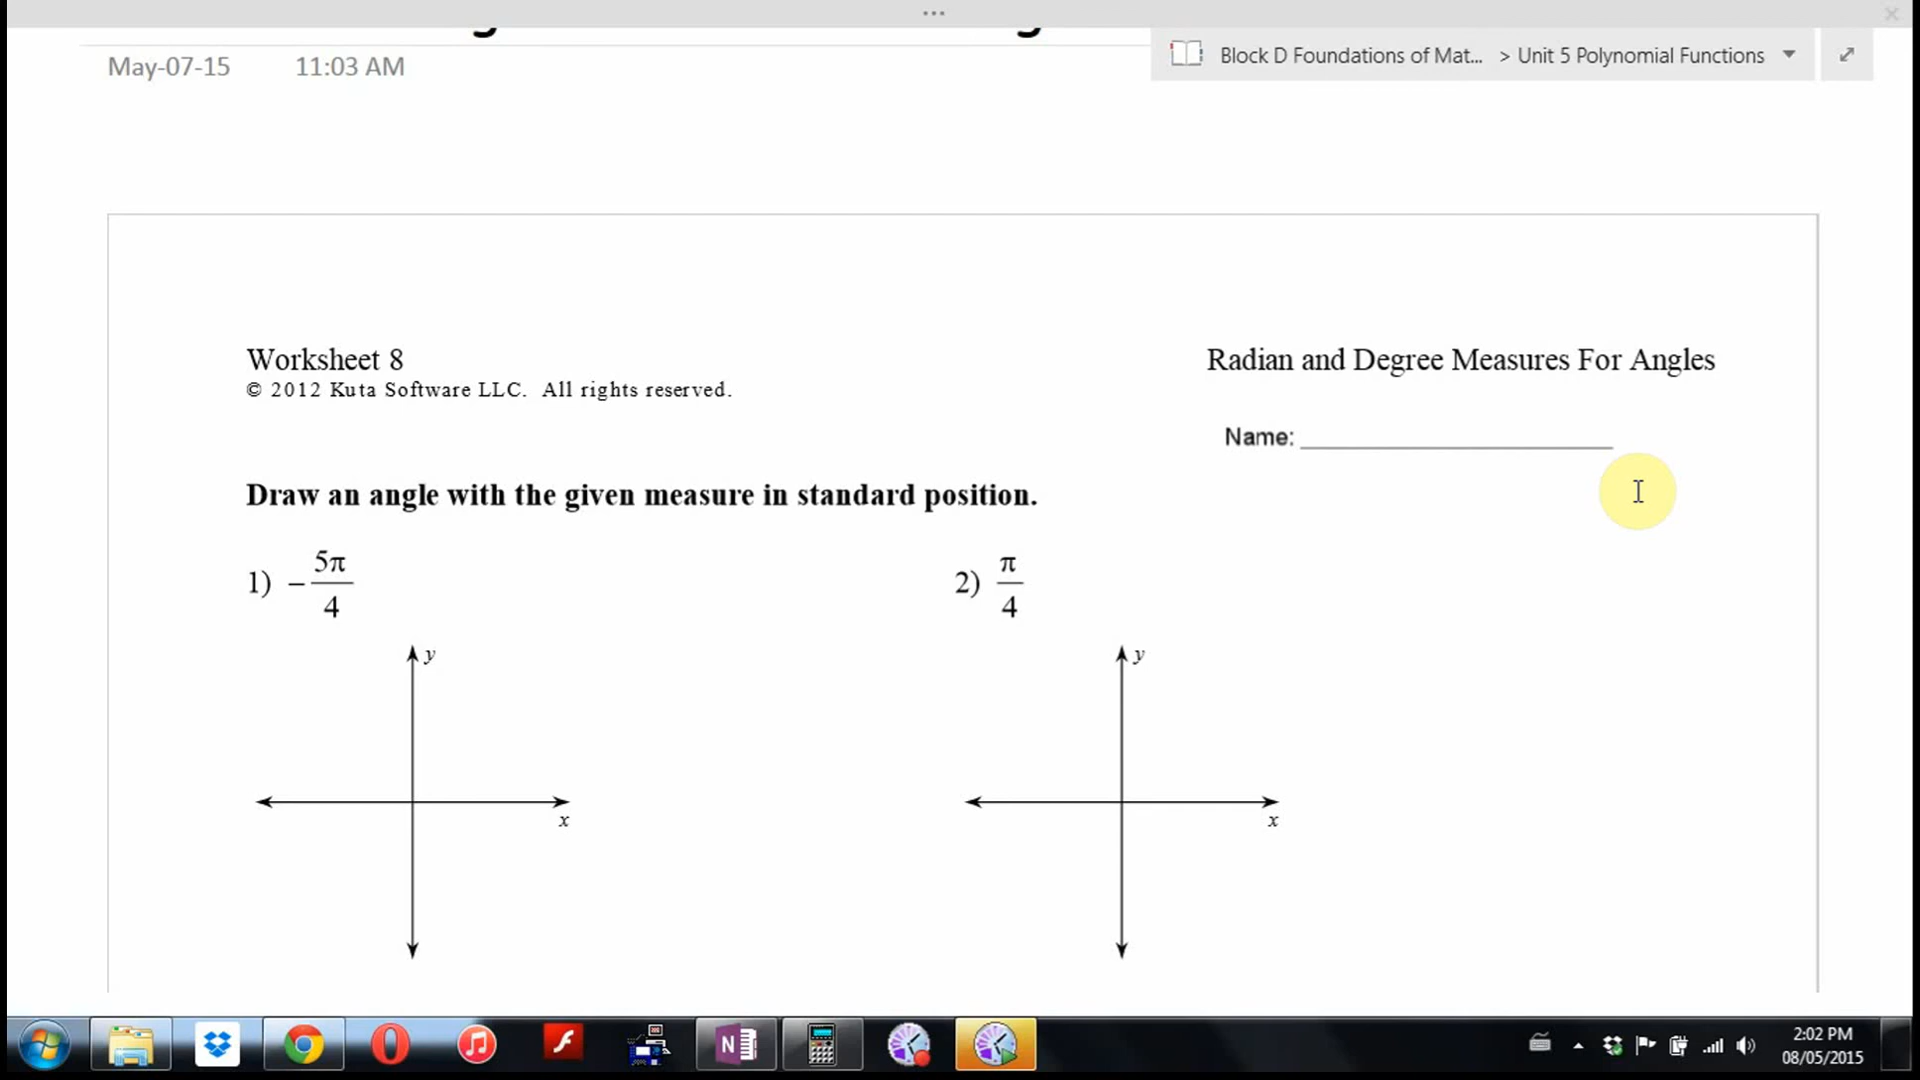 ...
May-07-15 11:03 AM
Block D Foundations of Mat... > Unit 5 Polynomial Functions
Worksheet 8
Radian and Degree Measures For Angles
© 2012 Kuta Software LLC. All rights reserved.
Name: ____________________
Draw an angle with the given measure in standard position.
1) −5π/4
2) π/4
y
y
x
x
2:02 PM
08/05/2015